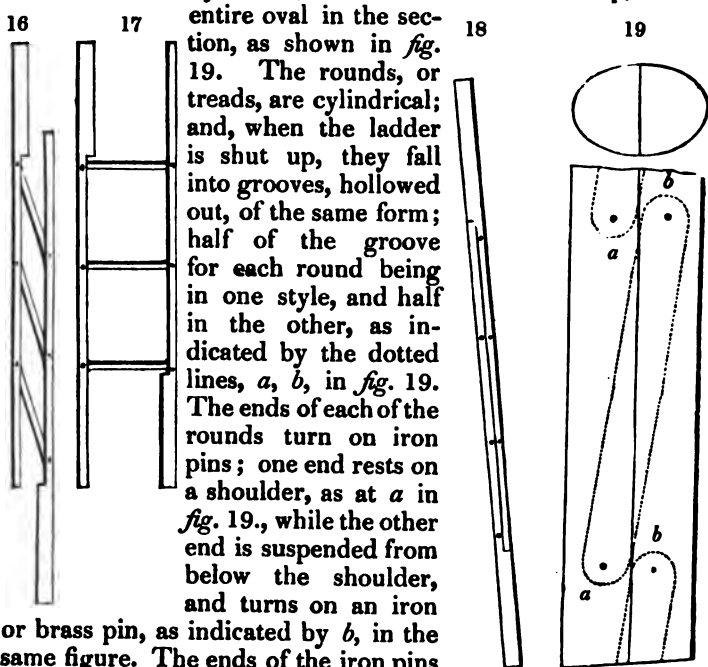 16
17
18
19
entire oval in the sec-
tion, as shown in fig.
19. The rounds, or
treads, are cylindrical;
and, when the ladder
is shut up, they fall
into grooves, hollowed
out, of the same form;
half of the groove
for each round being
in one style, and half
in the other, as in-
dicated by the dotted
lines, a, b, in fig. 19.
The ends of each of the
rounds turn on iron
pins; one end rests on
a shoulder, as at a in
fig. 19., while the other
end is suspended from
below the shoulder,
and turns on an iron
or brass pin, as indicated by b, in the
same figure. The ends of the iron pins
b
a
b
a